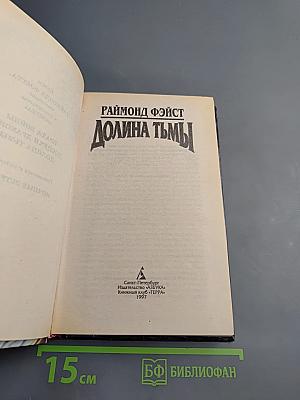 РАЙМОНД ФЭЙСТ
ДОЛИНА ТЬМЫ
Санкт-Петербург
Издательство «АЗБУКА»
Книжный клуб «ТЕРРА»
1997
15 см
БФ БИБЛИОФАН